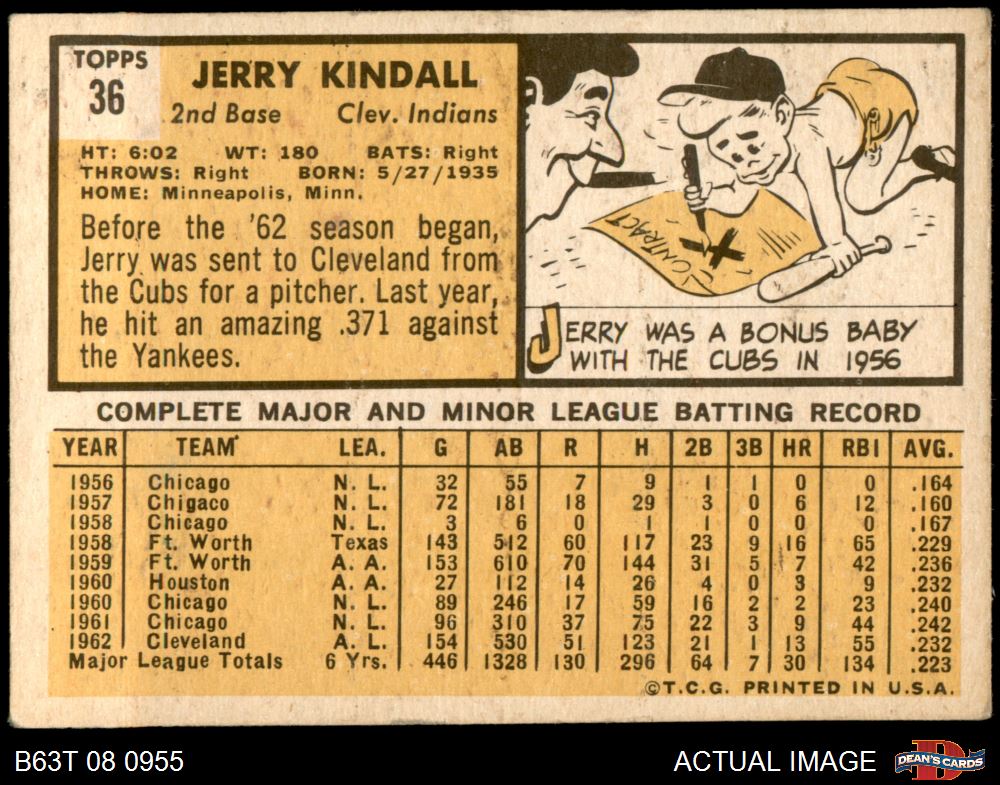 TOPPS
36
JERRY KINDALL
2nd Base Clev. Indians
HT: 6:02 WT: 180 BATS: Right
THROWS: Right BORN: 5/27/1935
HOME: Minneapolis, Minn.
Before the '62 season began,
Jerry was sent to Cleveland from
the Cubs for a pitcher. Last year,
he hit an amazing .371 against
the Yankees.
CONTRACT
X
JERRY WAS A BONUS BABY
WITH THE CUBS IN 1956
COMPLETE MAJOR AND MINOR LEAGUE BATTING RECORD
YEAR TEAM LEA. G AB R H 2B 3B HR RBI AVG.
1956 Chicago N. L. 32 55 7 9 1 1 0 0 .164
1957 Chigaco N. L. 72 181 18 29 3 0 6 12 .160
1958 Chicago N. L. 3 6 0 1 1 0 0 0 .167
1958 Ft. Worth Texas 143 512 60 117 23 9 16 65 .229
1959 Ft. Worth A. A. 153 610 70 144 31 5 7 42 .236
1960 Houston A. A. 27 112 14 26 4 0 3 9 .232
1960 Chicago N. L. 89 246 17 59 16 2 2 23 .240
1961 Chicago N. L. 96 310 37 75 22 3 9 44 .242
1962 Cleveland A. L. 154 530 51 123 21 1 13 55 .232
Major League Totals 6 Yrs. 446 1328 130 296 64 7 30 134 .223
©T.C.G. PRINTED IN U.S.A.
B63T 08 0955 ACTUAL IMAGE
D
DEAN'S CARDS